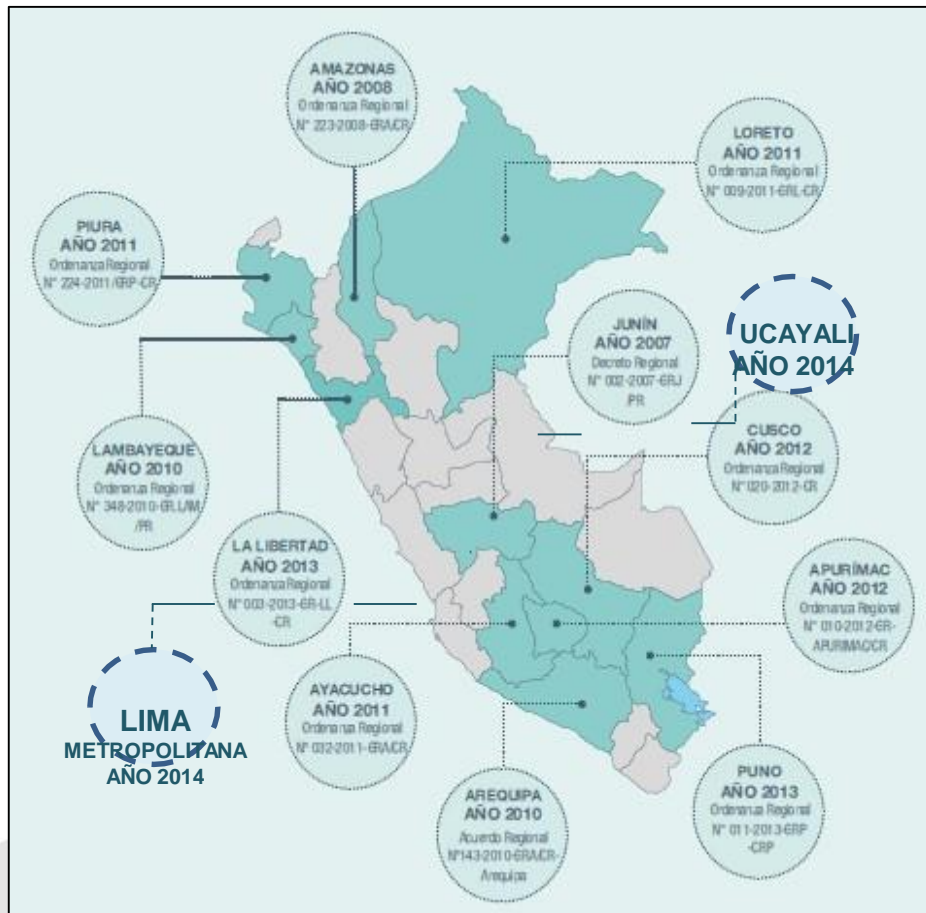 AMAZONAS
AÑO 2008
Ordenanza Regional
N° 223-2008-GRA/CR
LORETO
AÑO 2011
Ordenanza Regional
N° 009-2011-GRL-CR
PIURA
AÑO 2011
Ordenanza Regional
N° 224-2011/GRP-CR
JUNÍN
AÑO 2007
Decreto Regional
N° 002-2007-GRJ
/PR
UCAYALI
AÑO 2014
LAMBAYEQUE
AÑO 2010
Ordenanza Regional
N° 348-2010-GR.LAM
/PR
CUSCO
AÑO 2012
Ordenanza Regional
N° 020-2012-CR
LA LIBERTAD
AÑO 2013
Ordenanza Regional
N° 003-2013-GR-LL
-CR
APURÍMAC
AÑO 2012
Ordenanza Regional
N° 010-2012-GR-
APURIMAC/CR
AYACUCHO
AÑO 2011
Ordenanza Regional
N° 032-2011-GRA/CR
LIMA
METROPOLITANA
AÑO 2014
AREQUIPA
AÑO 2010
Acuerdo Regional
N°143-2010-GRA/CR-
Arequipa
PUNO
AÑO 2013
Ordenanza Regional
N° 011-2013-GRP
-CRP